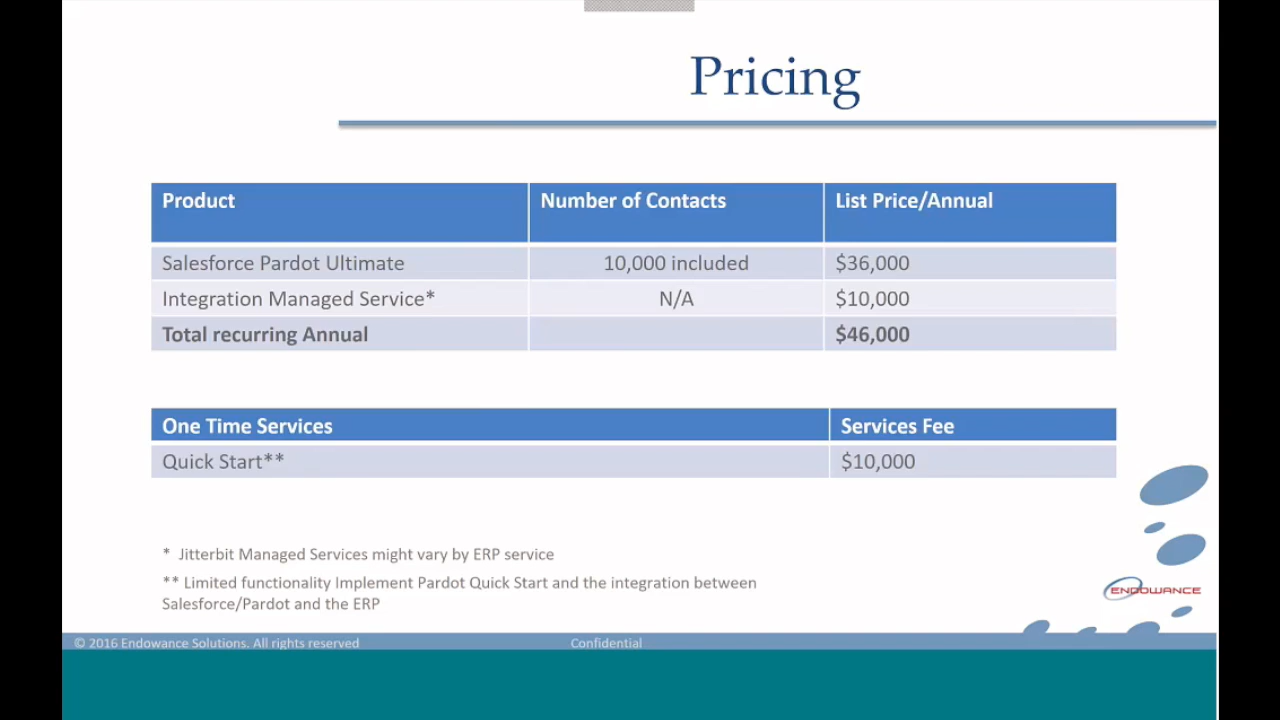 Pricing
Product Number of Contacts List Price/Annual
Salesforce Pardot Ultimate 10,000 included $36,000
Integration Managed Service* N/A $10,000
Total recurring Annual $46,000
One Time Services Services Fee
Quick Start** $10,000
* Jitterbit Managed Services might vary by ERP service
** Limited functionality Implement Pardot Quick Start and the integration between
Salesforce/Pardot and the ERP
ENDOWANCE
© 2016 Endowance Solutions. All rights reserved Confidential